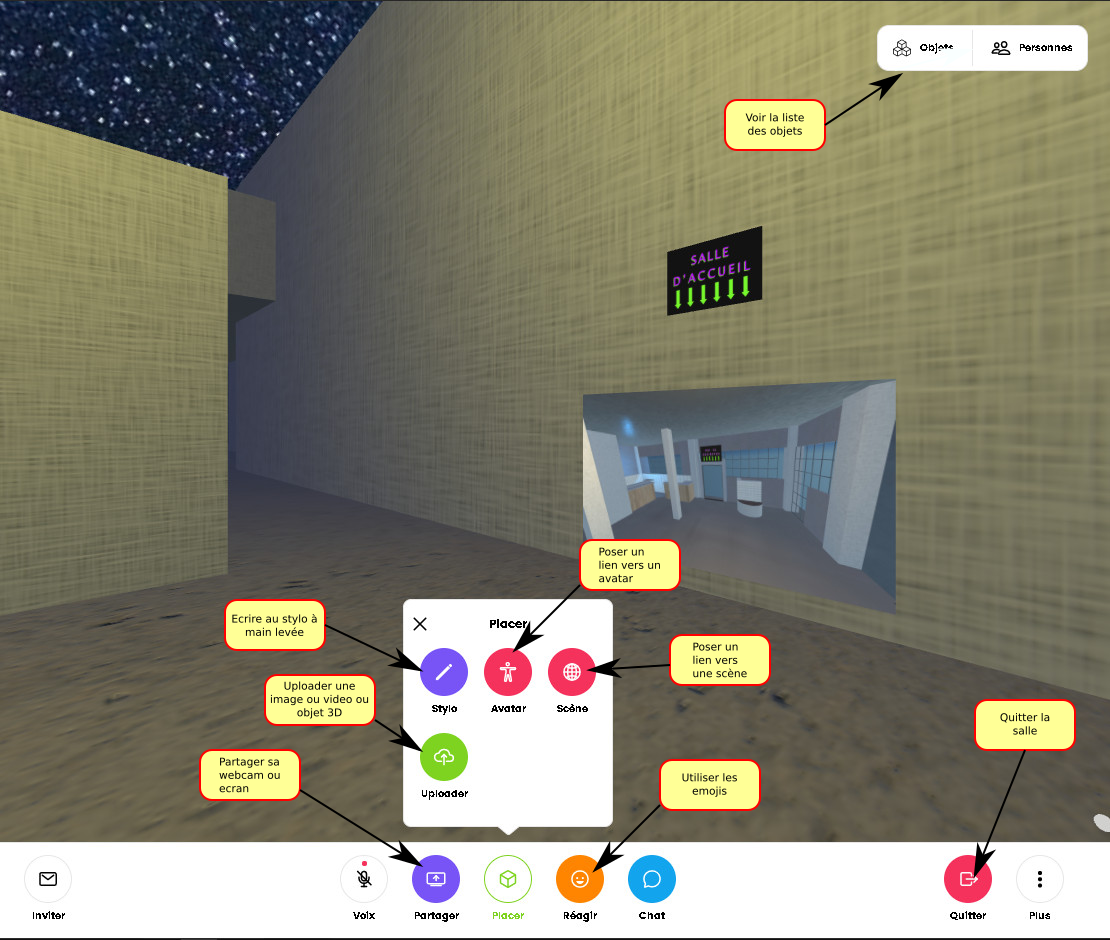 Objets
Personnes
Voir la liste
des objets
SALLE
D'ACCUEIL
Poser un
lien vers un
avatar
Ecrire au stylo à
main levée
Placer
Poser un
lien vers
une scène
Stylo
Avatar
Scène
Uploader une
image ou video ou
objet 3D
Quitter la
salle
Partager sa
webcam ou
ecran
Utiliser les
emojis
Uploader
Inviter
Voix
Partager
Placer
Réagir
Chat
Quitter
Plus